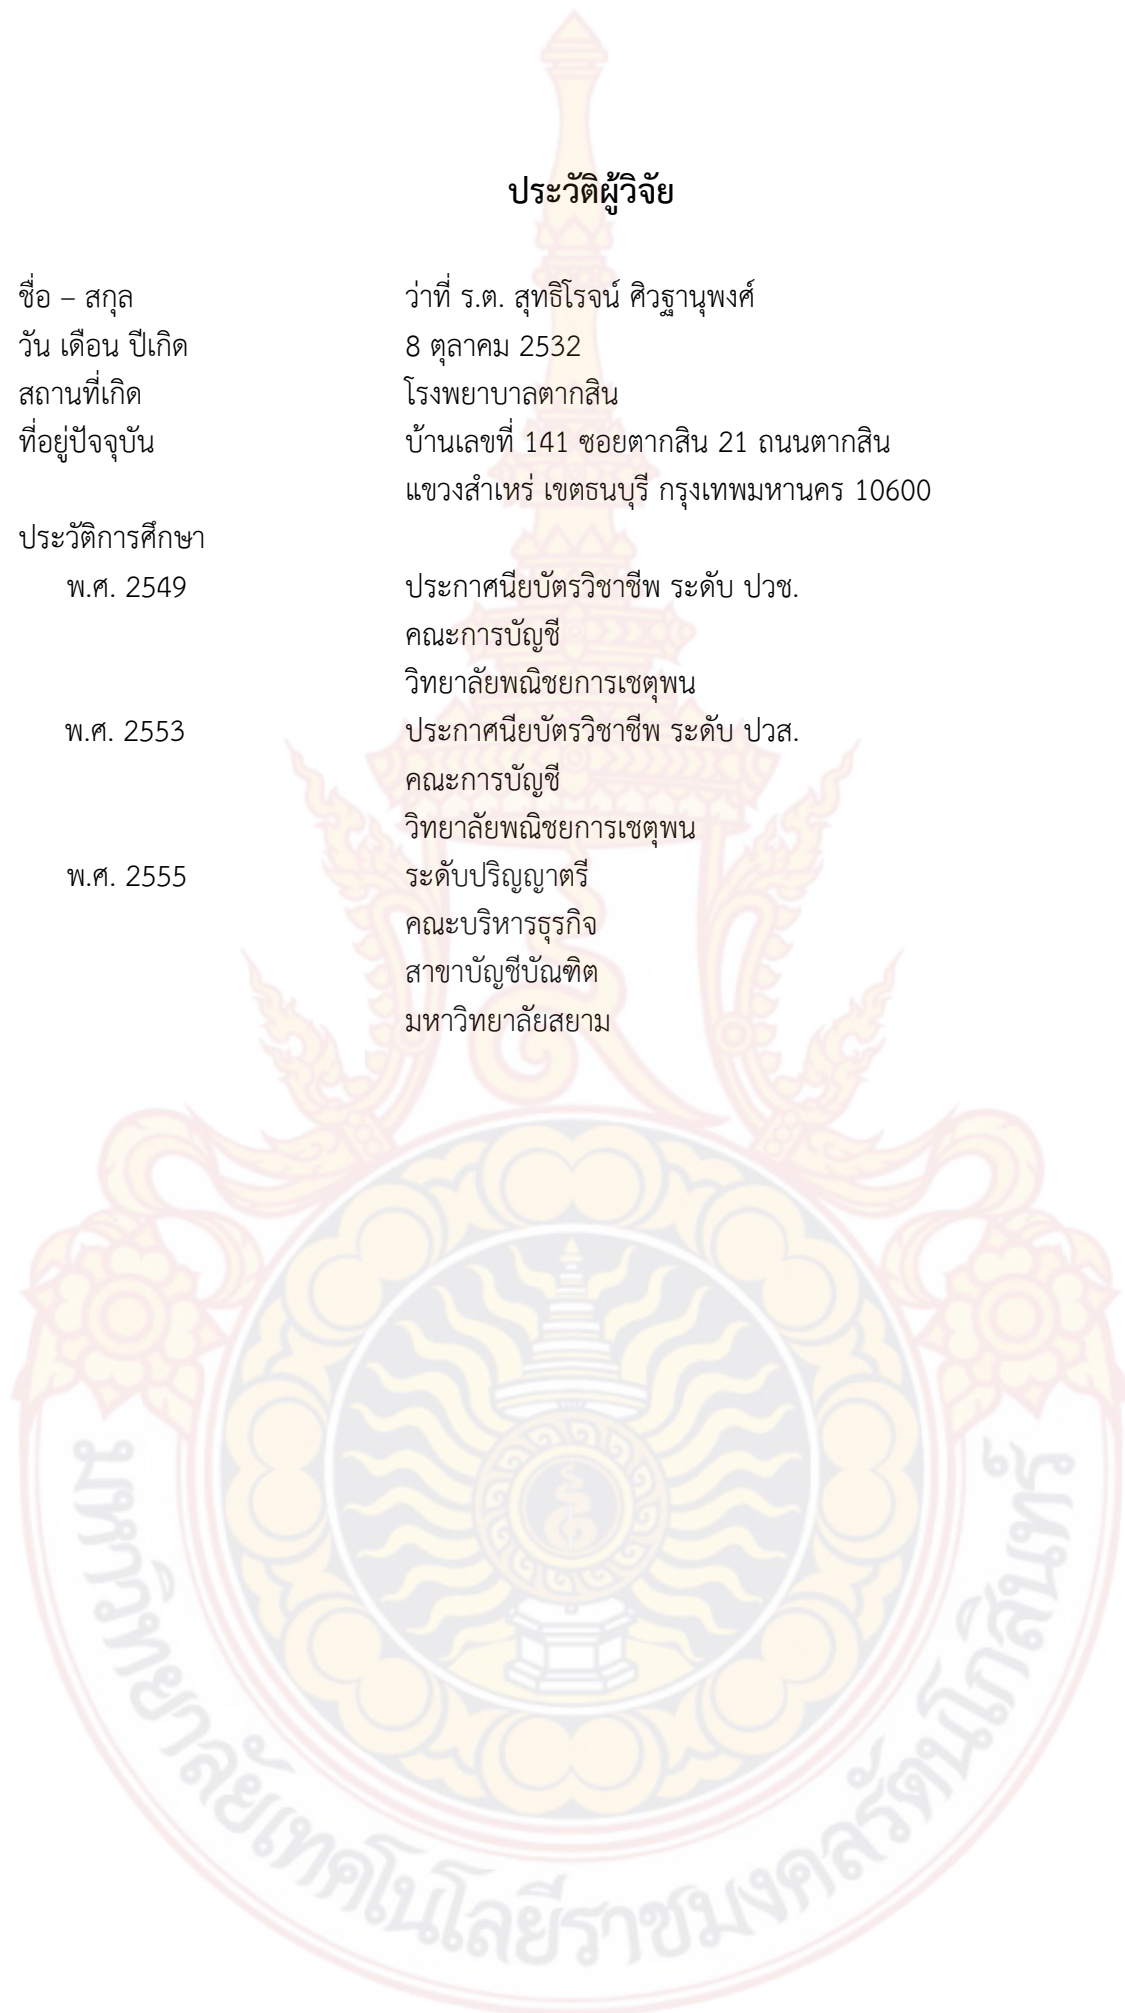 ประวัติผู้วิจัย
ชื่อ – สกุล ว่าที่ ร.ต. สุทธิโรจน์ ศิวฐานุพงศ์
วัน เดือน ปีเกิด 8 ตุลาคม 2532
สถานที่เกิด โรงพยาบาลตากสิน
ที่อยู่ปัจจุบัน บ้านเลขที่ 141 ซอยตากสิน 21 ถนนตากสิน
แขวงสำเหร่ เขตธนบุรี กรุงเทพมหานคร 10600
ประวัติการศึกษา
พ.ศ. 2549 ประกาศนียบัตรวิชาชีพ ระดับ ปวช.
คณะการบัญชี
วิทยาลัยพณิชยการเชตุพน
พ.ศ. 2553 ประกาศนียบัตรวิชาชีพ ระดับ ปวส.
คณะการบัญชี
วิทยาลัยพณิชยการเชตุพน
พ.ศ. 2555 ระดับปริญญาตรี
คณะบริหารธุรกิจ
สาขาบัญชีบัณฑิต
มหาวิทยาลัยสยาม
มหาวิทยาลัยเทคโนโลยีราชมงคลรัตนโกสินทร์